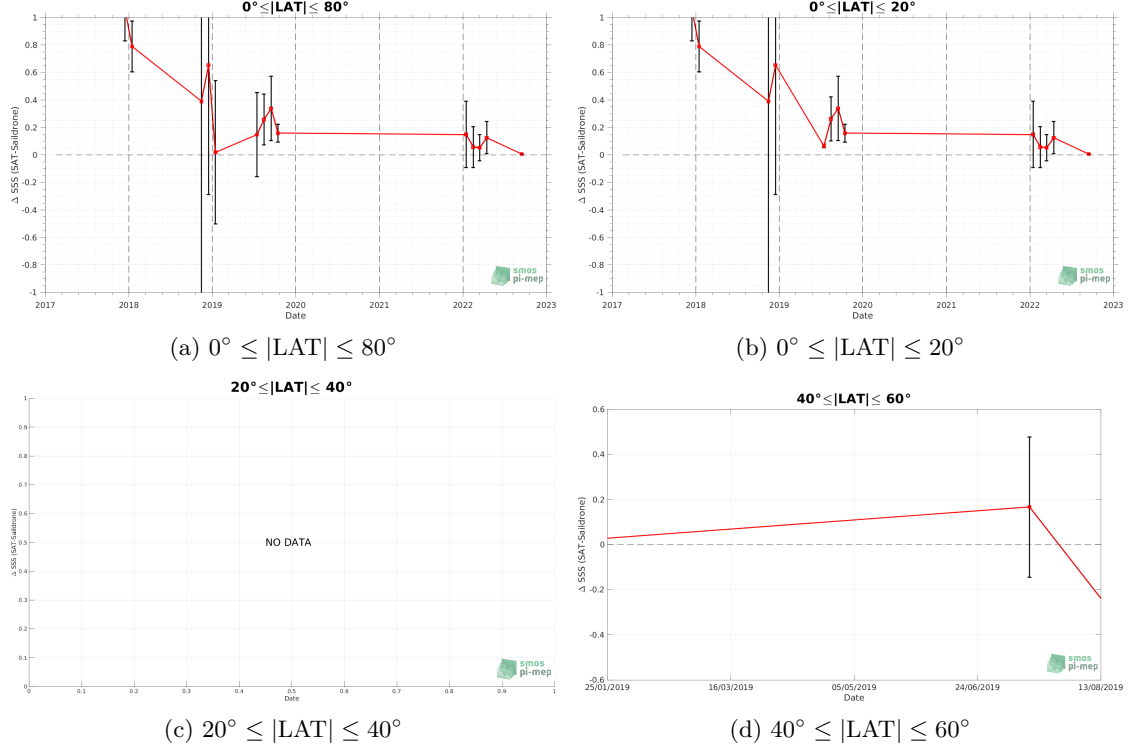 0°≤|LAT|≤ 80°
1
0.8
0.6
0.4
0.2
0
-0.2
-0.4
-0.6
-0.8
-1
Δ SSS (SAT-Saildrone)
2017 2018 2019 2020 2021 2022 2023
Date
smos
pi-mep
(a) 0° ≤ |LAT| ≤ 80°
0°≤|LAT|≤ 20°
1
0.8
0.6
0.4
0.2
0
-0.2
-0.4
-0.6
-0.8
-1
Δ SSS (SAT-Saildrone)
2017 2018 2019 2020 2021 2022 2023
Date
smos
pi-mep
(b) 0° ≤ |LAT| ≤ 20°
20°≤|LAT|≤ 40°
1
0.9
0.8
0.7
0.6
0.5
0.4
0.3
0.2
0.1
0
Δ SSS (SAT-Saildrone)
NO DATA
0 0.1 0.2 0.3 0.4 0.5 0.6 0.7 0.8 0.9 1
Date
smos
pi-mep
(c) 20° ≤ |LAT| ≤ 40°
40°≤|LAT|≤ 60°
0.6
0.4
0.2
0
-0.2
-0.4
-0.6
Δ SSS (SAT-Saildrone)
25/01/2019 16/03/2019 05/05/2019 24/06/2019 13/08/2019
Date
smos
pi-mep
(d) 40° ≤ |LAT| ≤ 60°